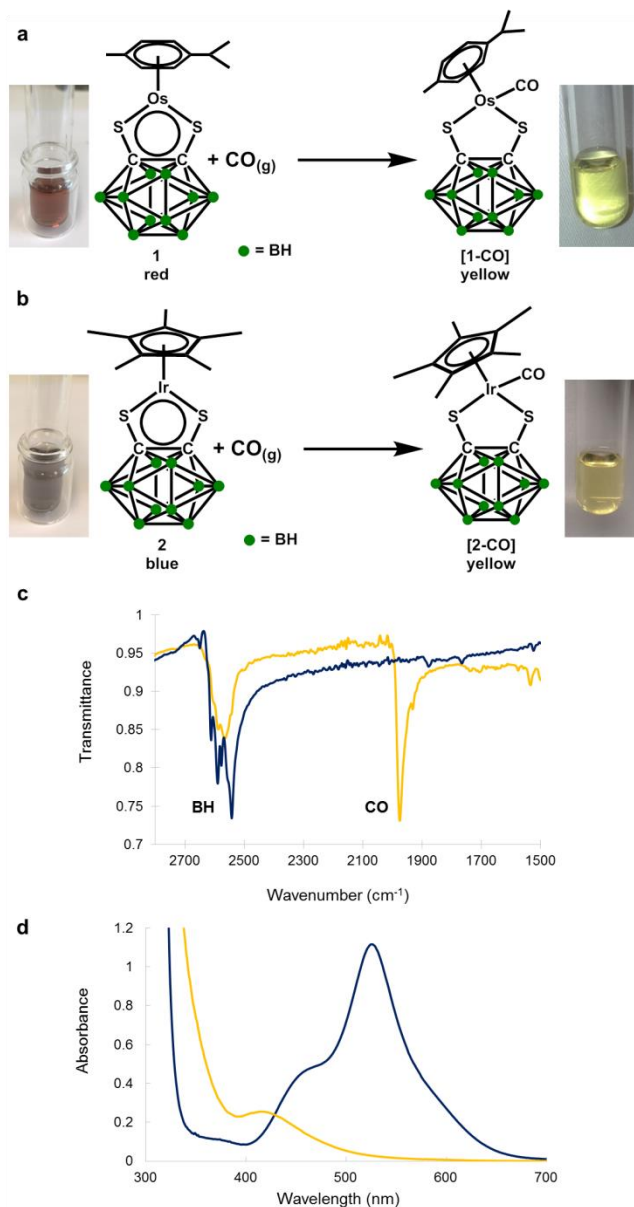 a
Os
S
S
C
C
+ CO(g)
Os
CO
S
S
C
C
= BH
1
red
[1-CO]
yellow
b
Ir
S
S
C
C
+ CO(g)
Ir
CO
S
S
C
C
= BH
2
blue
[2-CO]
yellow
c
1
0.95
0.9
0.85
0.8
0.75
0.7
Transmittance
BH
CO
2700 2500 2300 2100 1900 1700 1500
Wavenumber (cm⁻¹)
d
1.2
1
0.8
0.6
0.4
0.2
0
Absorbance
300 400 500 600 700
Wavelength (nm)